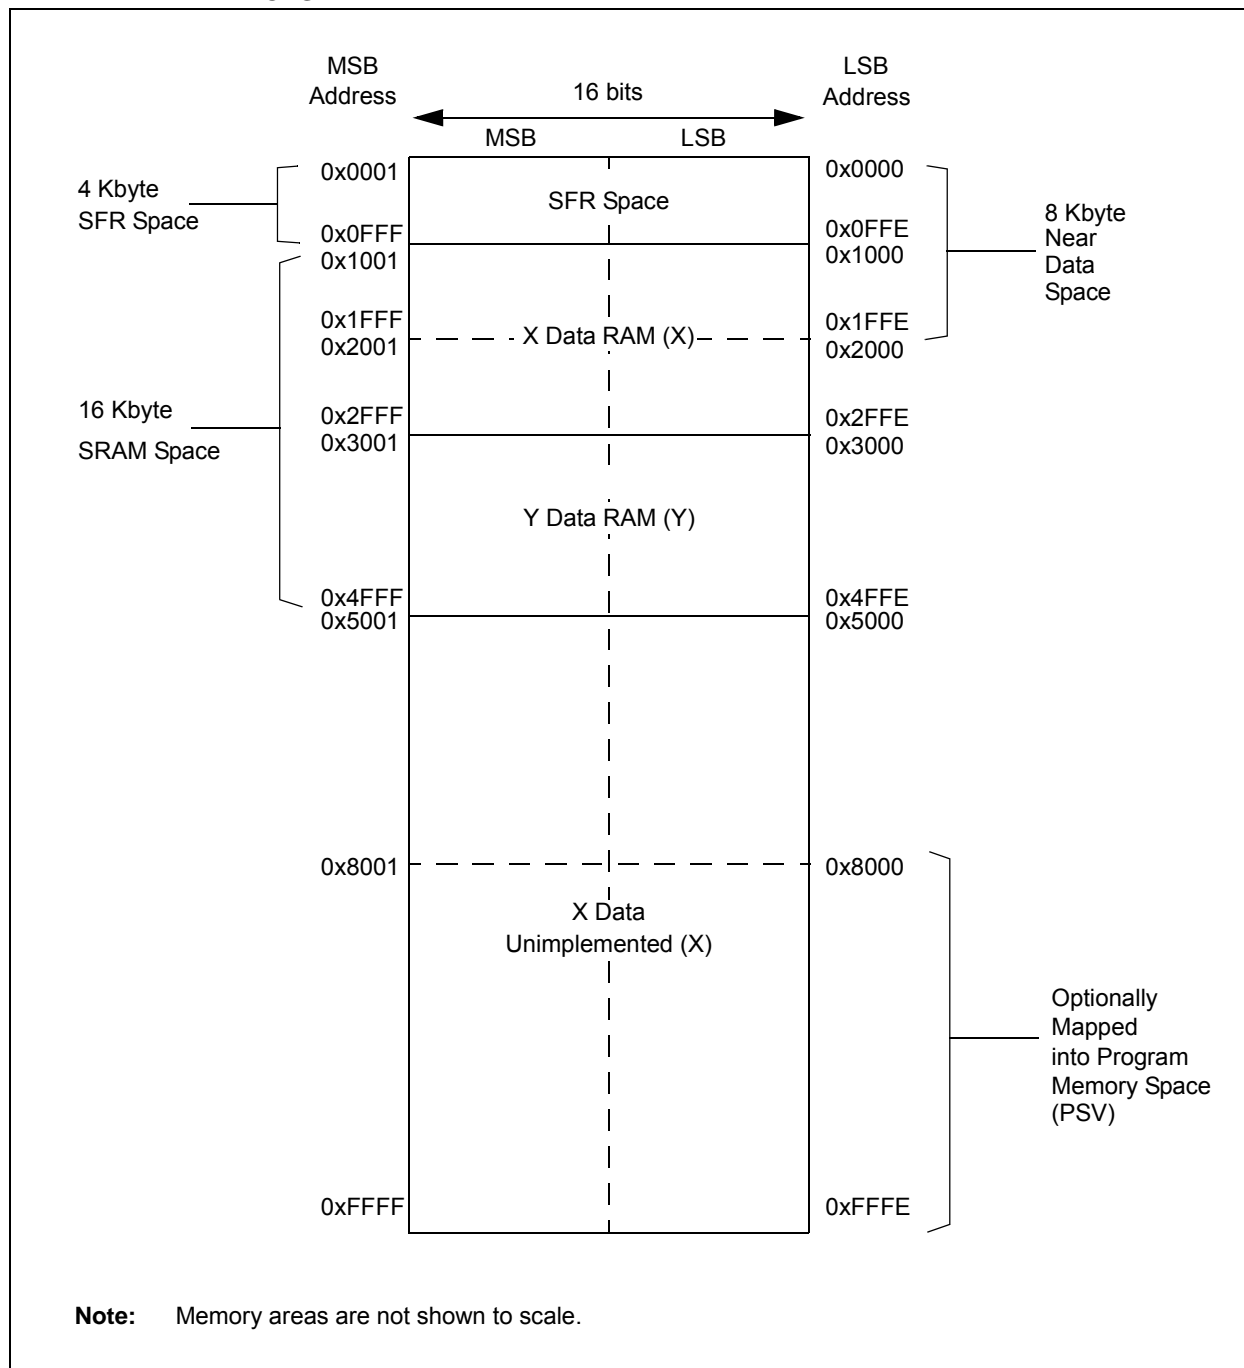 MSB
Address
LSB
Address
16 bits
MSB
LSB
0x0001
0x0000
4 Kbyte
SFR Space
SFR Space
8 Kbyte
Near
Data
Space
0x0FFF
0x0FFE
0x1001
0x1000
0x1FFF
0x1FFE
X Data RAM (X)
0x2001
0x2000
16 Kbyte
SRAM Space
0x2FFF
0x2FFE
0x3001
0x3000
Y Data RAM (Y)
0x4FFF
0x4FFE
0x5001
0x5000
0x8001
0x8000
X Data
Unimplemented (X)
Optionally
Mapped
into Program
Memory Space
(PSV)
0xFFFF
0xFFFE
Note: Memory areas are not shown to scale.